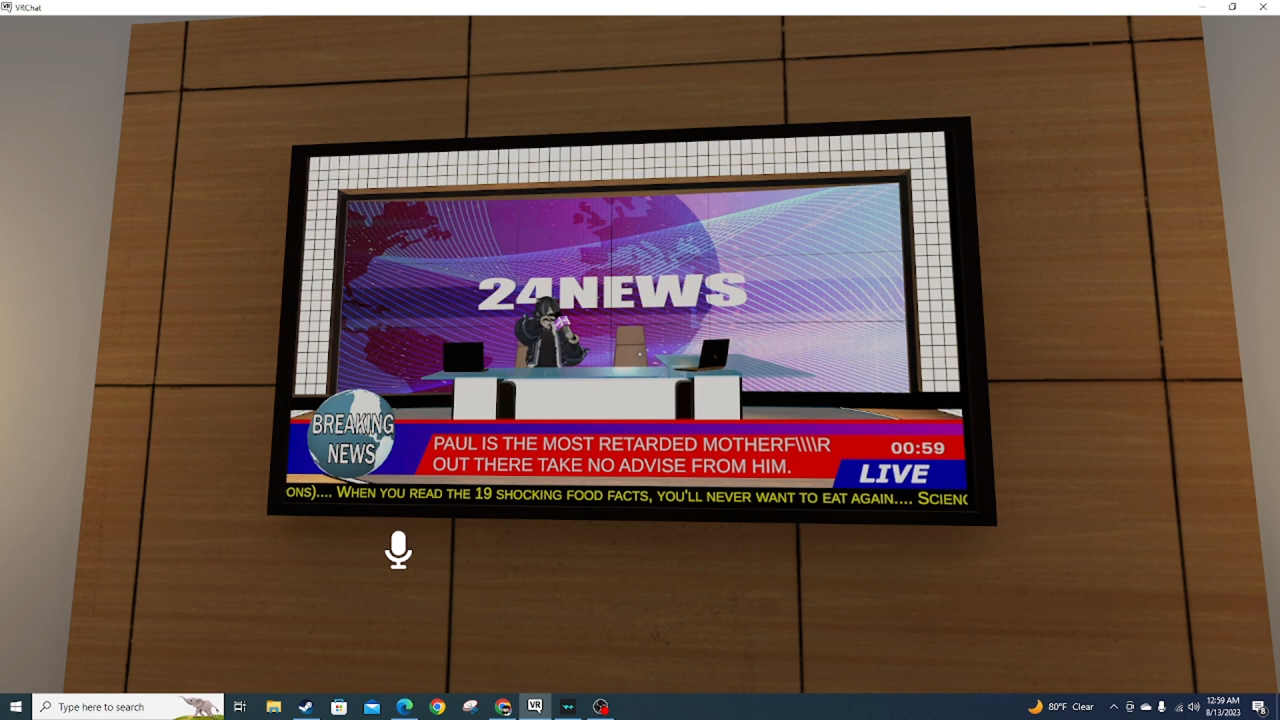 VRChat
24NEWS
BREAKING
NEWS
PAUL IS THE MOST RETARDED MOTHERF\\\\R
OUT THERE TAKE NO ADVISE FROM HIM.
00:59
LIVE
ONS).... WHEN YOU READ THE 19 SHOCKING FOOD FACTS, YOU'LL NEVER WANT TO EAT AGAIN.... SCIENC
Type here to search
VR
80°F Clear
12:59 AM
8/13/2023
8